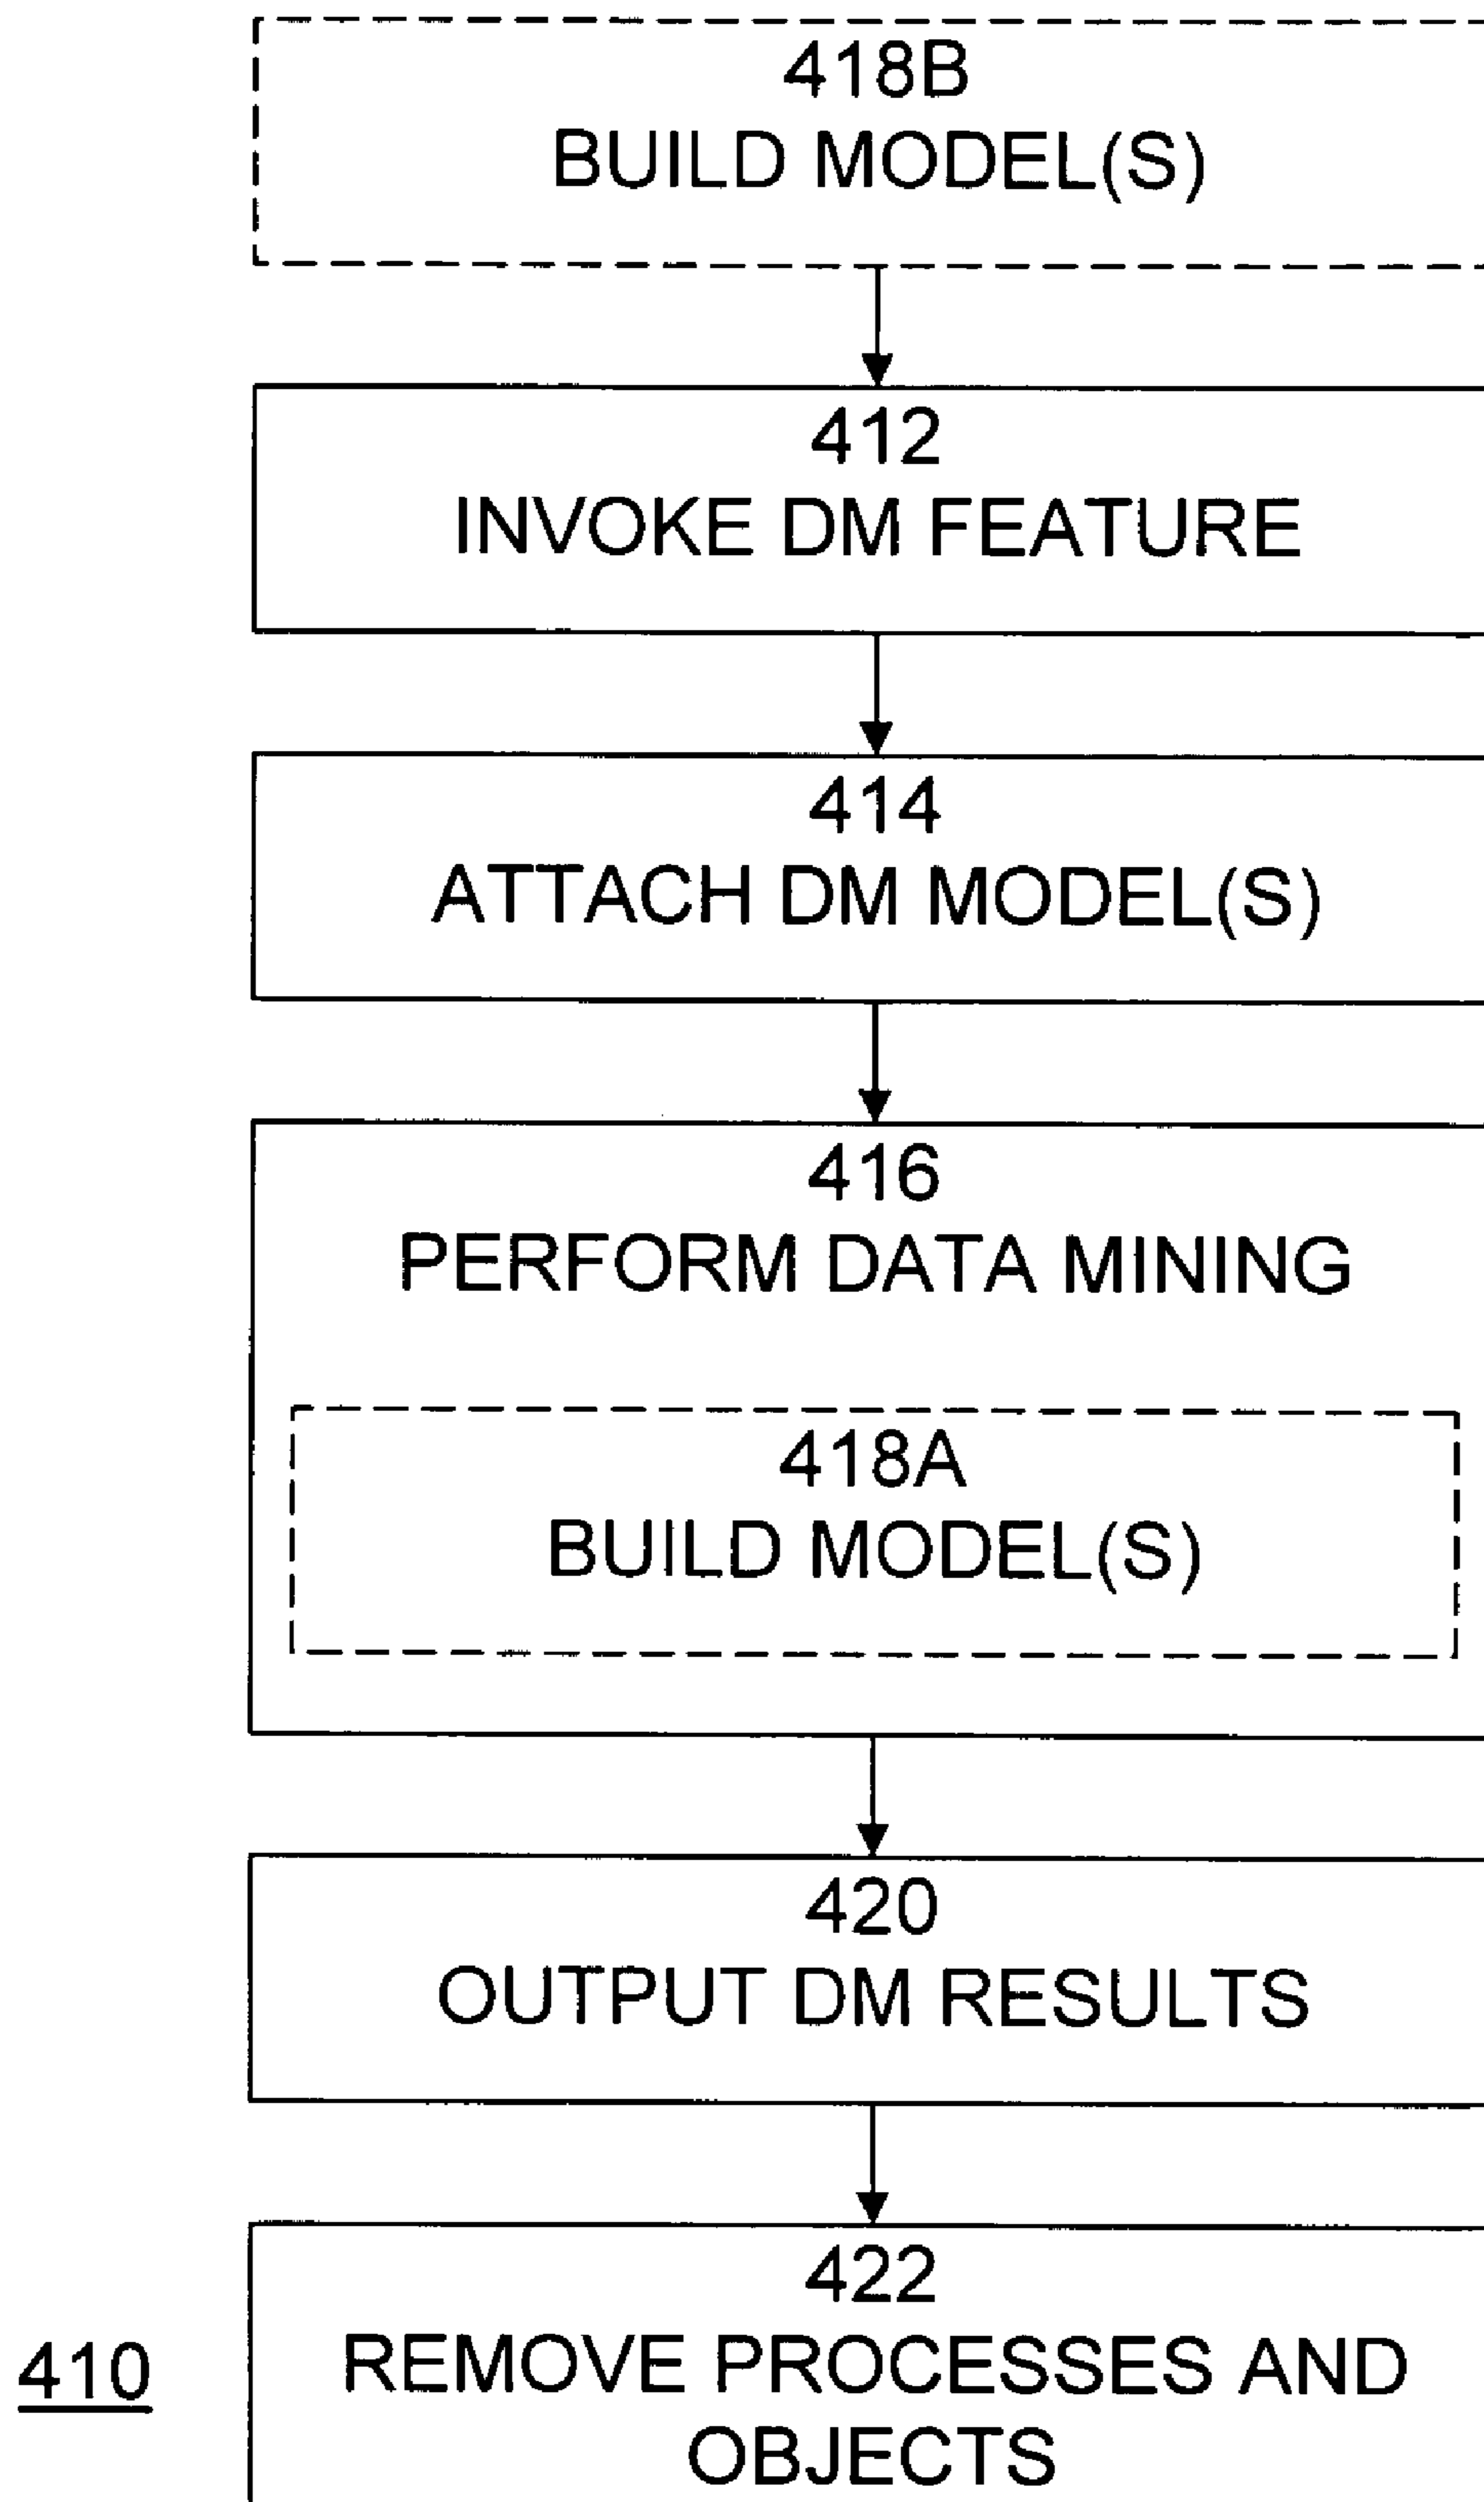 418B
BUILD MODEL(S)
412
INVOKE DM FEATURE
414
ATTACH DM MODEL(S)
416
PERFORM DATA MINING
418A
BUILD MODEL(S)
420
OUTPUT DM RESULTS
422
REMOVE PROCESSES AND
OBJECTS
410